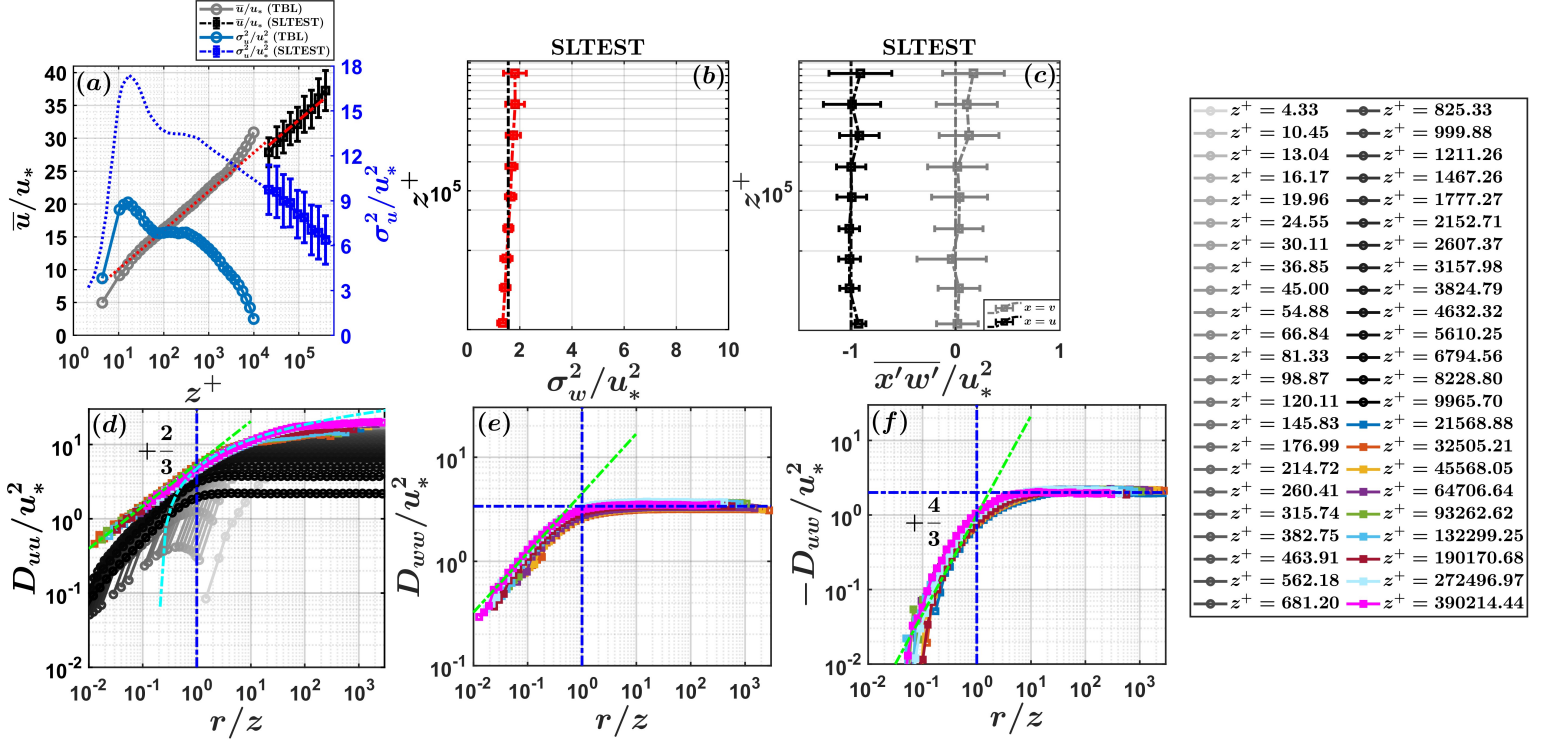 u̅/u* (TBL)
u̅/u* (SLTEST)
σ²ᵤ/u²* (TBL)
σ²ᵤ/u²* (SLTEST)
(a)
u̅/u*
40
35
30
25
20
15
10
5
0
18
15
12
9
6
3
0
σ²ᵤ/u²*
10⁰ 10¹ 10² 10³ 10⁴ 10⁵
z⁺
SLTEST
(b)
z⁺
10⁵
0 2 4 6 8 10
σ²_w/u²*
SLTEST
(c)
z⁺
10⁵
x = v
x = u
-1 0 1
x′w′/u²*
(d)
+2/3
D_uu/u²*
10¹
10⁰
10⁻¹
10⁻²
10⁻² 10⁻¹ 10⁰ 10¹ 10² 10³
r/z
(e)
D_ww/u²*
10¹
10⁰
10⁻¹
10⁻² 10⁻¹ 10⁰ 10¹ 10² 10³
r/z
(f)
+4/3
−D_uw/u²*
10¹
10⁰
10⁻¹
10⁻²
10⁻² 10⁻¹ 10⁰ 10¹ 10² 10³
r/z
z⁺ = 4.33
z⁺ = 10.45
z⁺ = 13.04
z⁺ = 16.17
z⁺ = 19.96
z⁺ = 24.55
z⁺ = 30.11
z⁺ = 36.85
z⁺ = 45.00
z⁺ = 54.88
z⁺ = 66.84
z⁺ = 81.33
z⁺ = 98.87
z⁺ = 120.11
z⁺ = 145.83
z⁺ = 176.99
z⁺ = 214.72
z⁺ = 260.41
z⁺ = 315.74
z⁺ = 382.75
z⁺ = 463.91
z⁺ = 562.18
z⁺ = 681.20
z⁺ = 825.33
z⁺ = 999.88
z⁺ = 1211.26
z⁺ = 1467.26
z⁺ = 1777.27
z⁺ = 2152.71
z⁺ = 2607.37
z⁺ = 3157.98
z⁺ = 3824.79
z⁺ = 4632.32
z⁺ = 5610.25
z⁺ = 6794.56
z⁺ = 8228.80
z⁺ = 9965.70
z⁺ = 21568.88
z⁺ = 32505.21
z⁺ = 45568.05
z⁺ = 64706.64
z⁺ = 93262.62
z⁺ = 132299.25
z⁺ = 190170.68
z⁺ = 272496.97
z⁺ = 390214.44